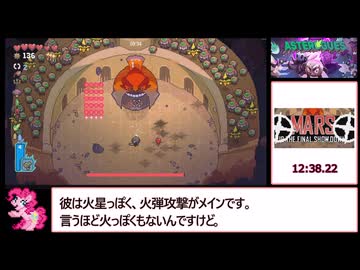 136
2
ASTEROGUES
MARS
THE FINAL SHOWDOWN
12:38.22
彼は火星っぽく、火弾攻撃がメインです。
言うほど火っぽくもないんですけど。